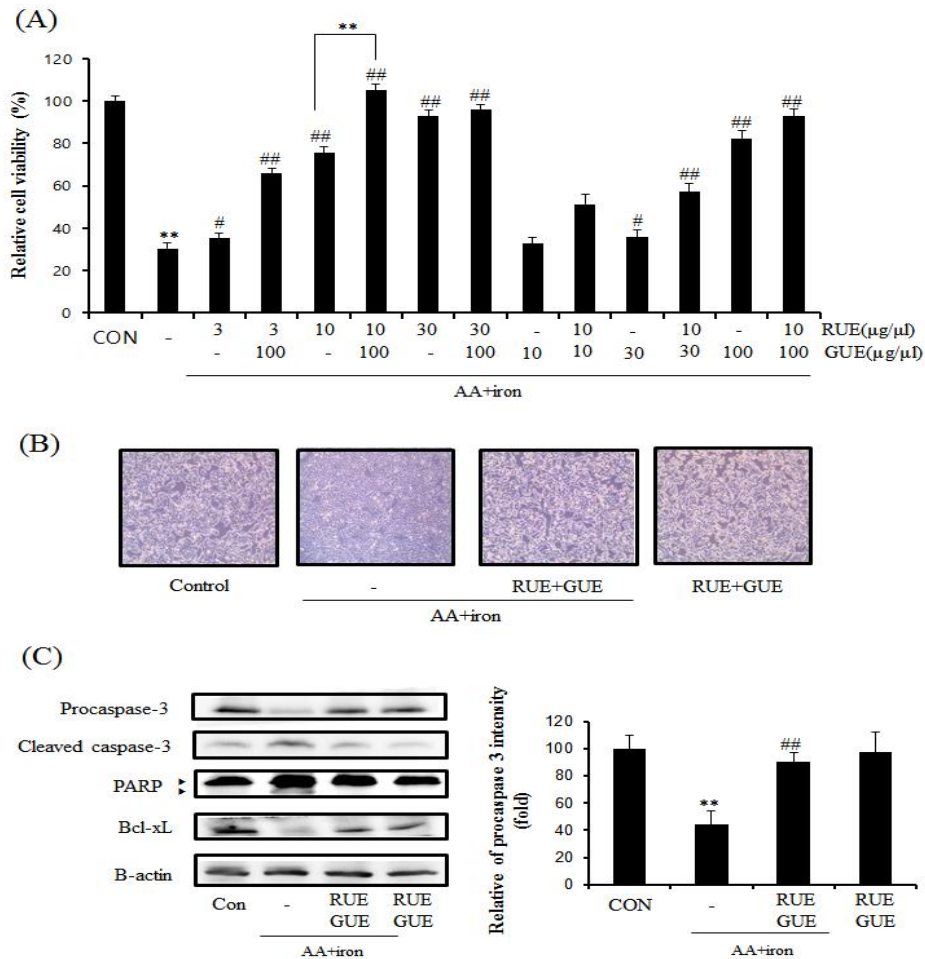 (A)
Relative cell viability (%)
120
100
80
60
40
20
0
**
**
#
##
##
##
##
##
#
##
##
##
CON - 3 3 10 10 30 30 - 10 - 10 - 10 RUE(μg/μl)
- 100 - 100 - 100 10 10 30 30 100 100 GUE(μg/μl)
AA+iron
(B)
Control - RUE+GUE RUE+GUE
AA+iron
(C)
Procaspase-3
Cleaved caspase-3
PARP
Bcl-xL
B-actin
Con - RUE RUE
GUE GUE
AA+iron
Relative of procaspase 3 intensity
(fold)
120
100
80
60
40
20
0
**
##
CON - RUE RUE
GUE GUE
AA+iron